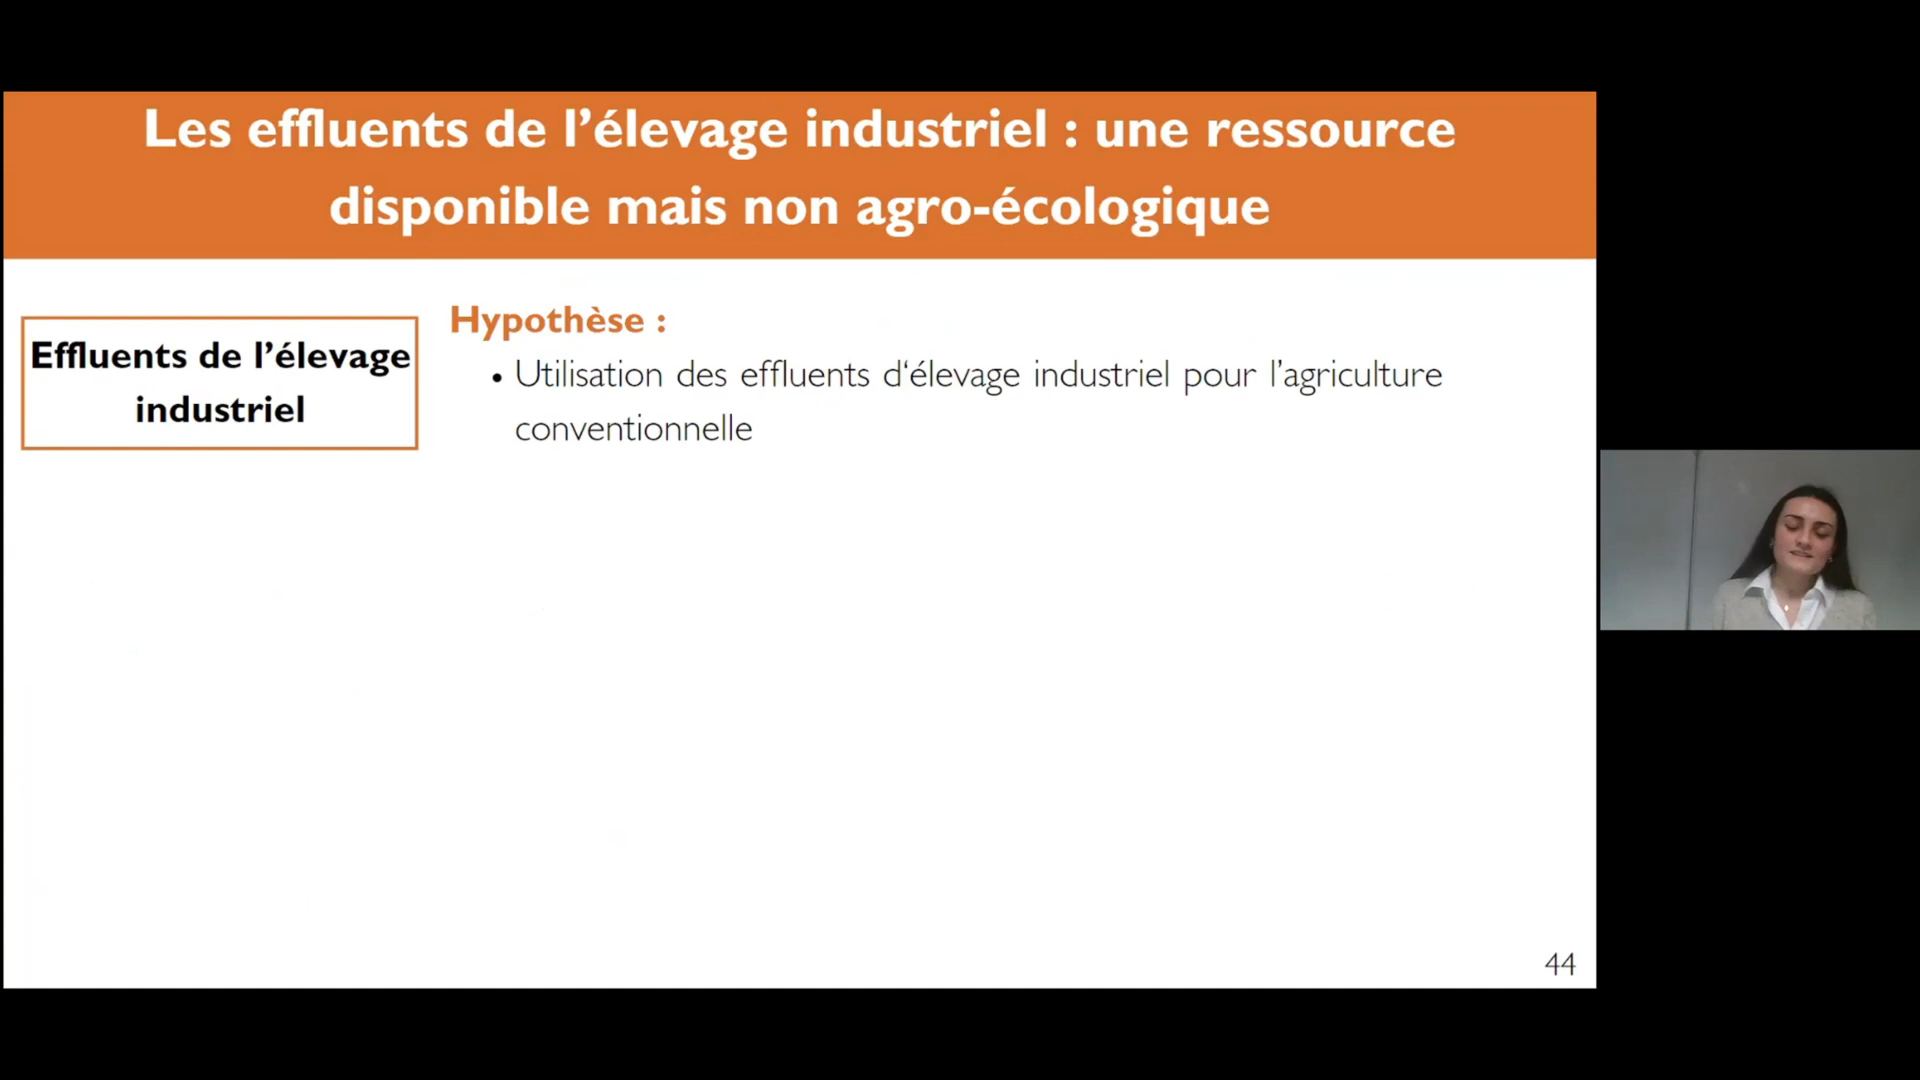 Les effluents de l’élevage industriel : une ressource
disponible mais non agro-écologique
Effluents de l’élevage
industriel
Hypothèse :
• Utilisation des effluents d‘élevage industriel pour l’agriculture
conventionnelle
44